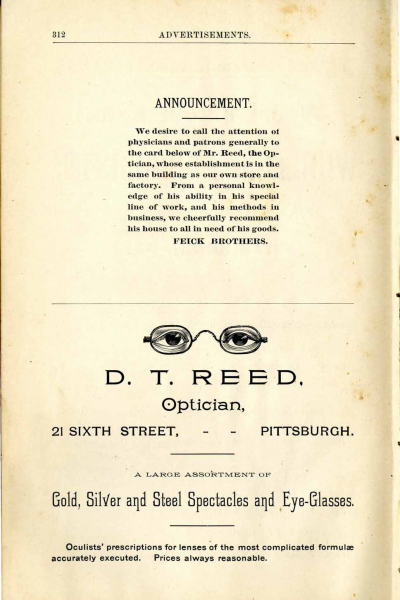 312 ADVERTISEMENTS.
ANNOUNCEMENT.
We desire to call the attention of
physicians and patrons generally to
the card below of Mr. Reed, the Op-
tician, whose establishment is in the
same building as our own store and
factory. From a personal knowl-
edge of his ability in his special
line of work, and his methods in
business, we cheerfully recommend
his house to all in need of his goods.
FEICK BROTHERS.
D. T. REED,
Optician,
21 SIXTH STREET, - - PITTSBURGH.
A LARGE ASSORTMENT OF
Gold, Silver and Steel Spectacles and Eye-Glasses.
Oculists' prescriptions for lenses of the most complicated formulæ
accurately executed. Prices always reasonable.